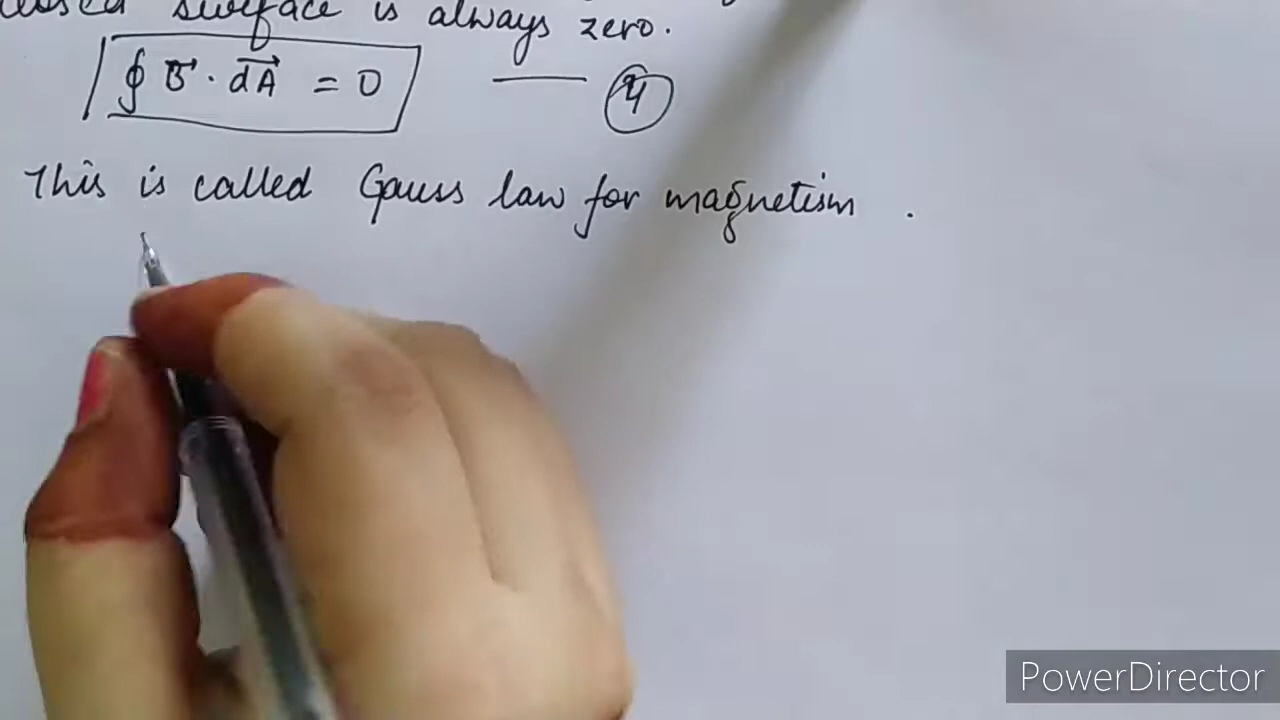 surface is always zero.
∮ B⃗ · dA⃗ = 0 —— 4
This is called Gauss law for magnetism .
PowerDirector